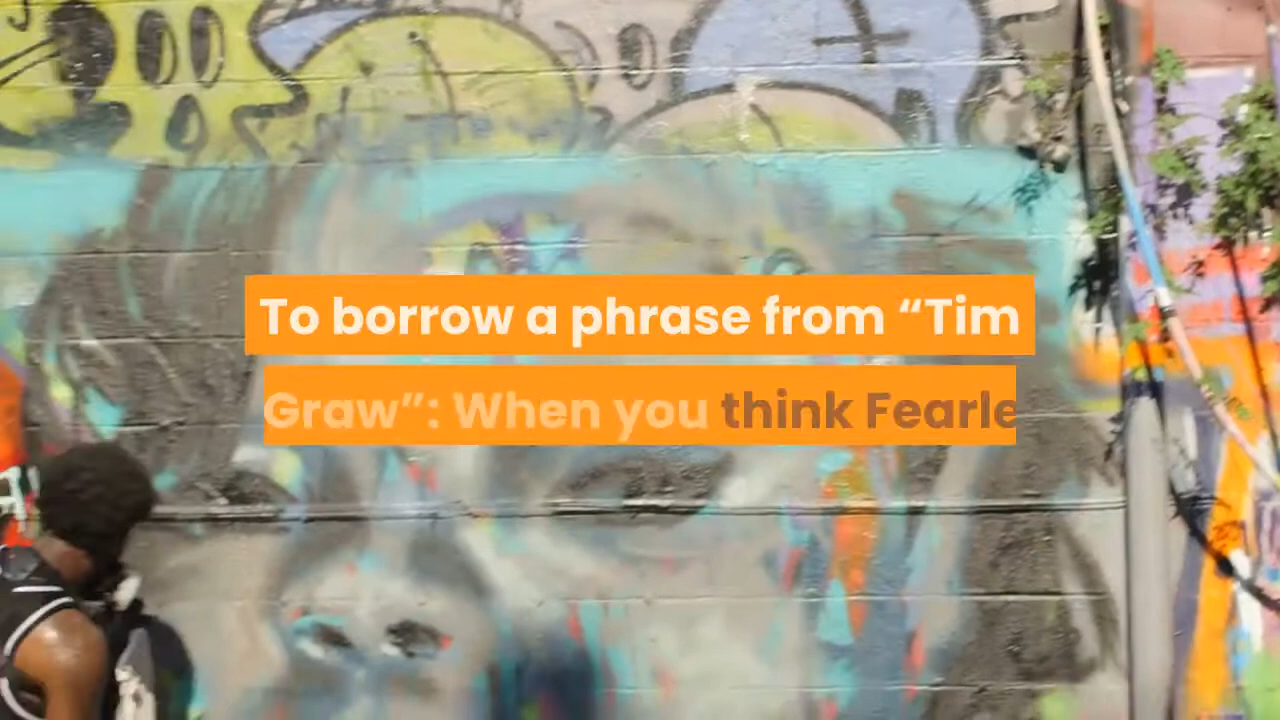 To borrow a phrase from “Tim
Graw”: When you think Fearle